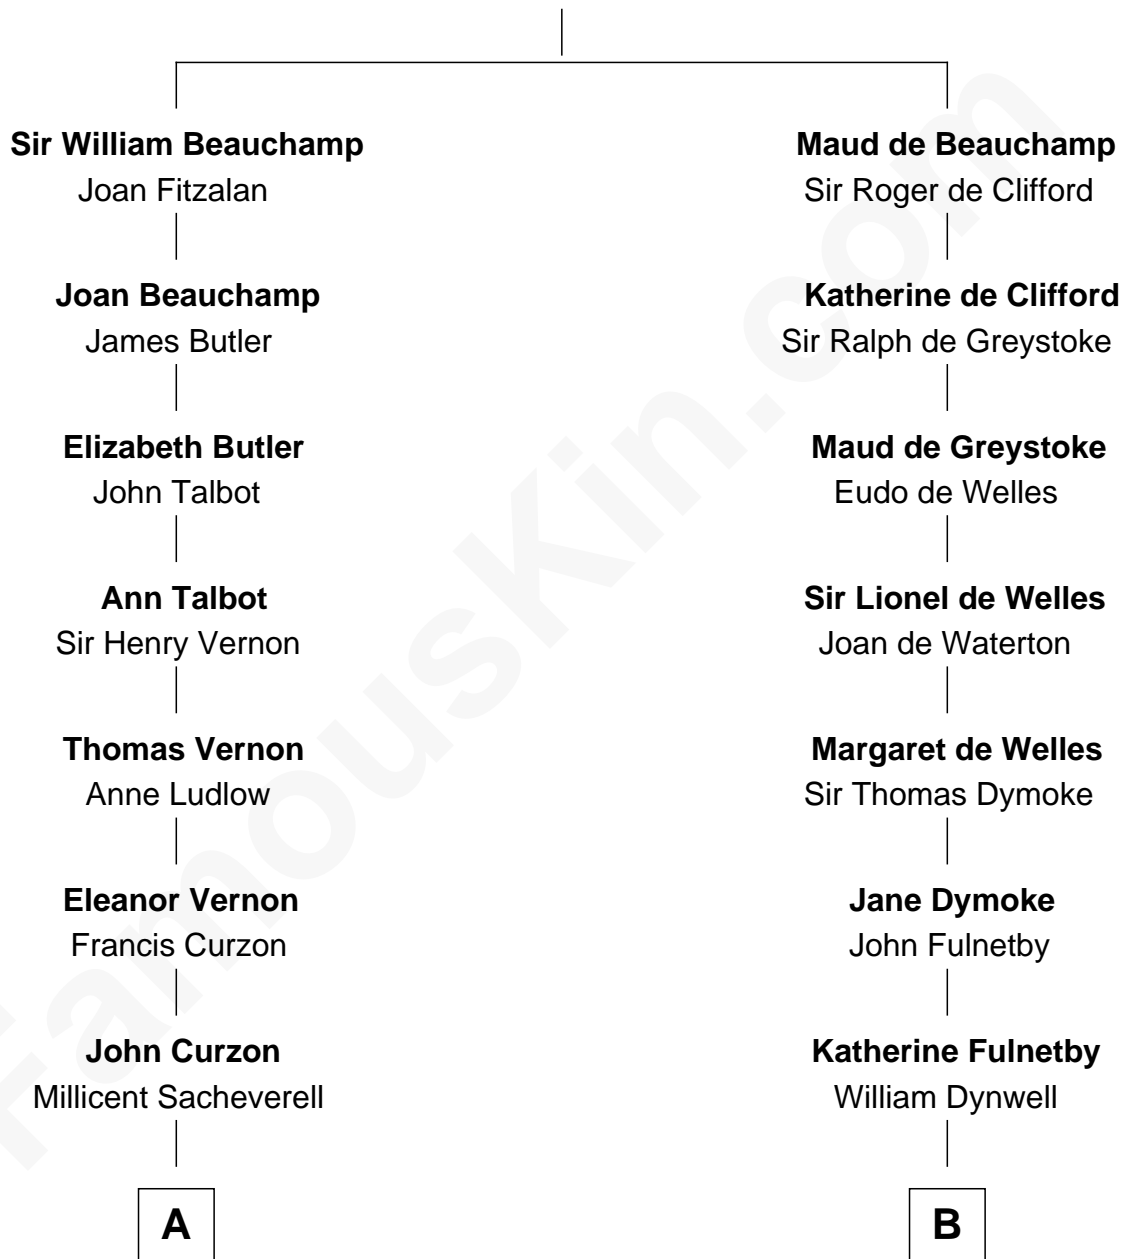 Sir William Beauchamp
Joan Fitzalan
Joan Beauchamp
James Butler
Elizabeth Butler
John Talbot
Ann Talbot
Sir Henry Vernon
Thomas Vernon
Anne Ludlow
Eleanor Vernon
Francis Curzon
John Curzon
Millicent Sacheverell
A
Maud de Beauchamp
Sir Roger de Clifford
Katherine de Clifford
Sir Ralph de Greystoke
Maud de Greystoke
Eudo de Welles
Sir Lionel de Welles
Joan de Waterton
Margaret de Welles
Sir Thomas Dymoke
Jane Dymoke
John Fulnetby
Katherine Fulnetby
William Dynwell
B
FamousKin.com